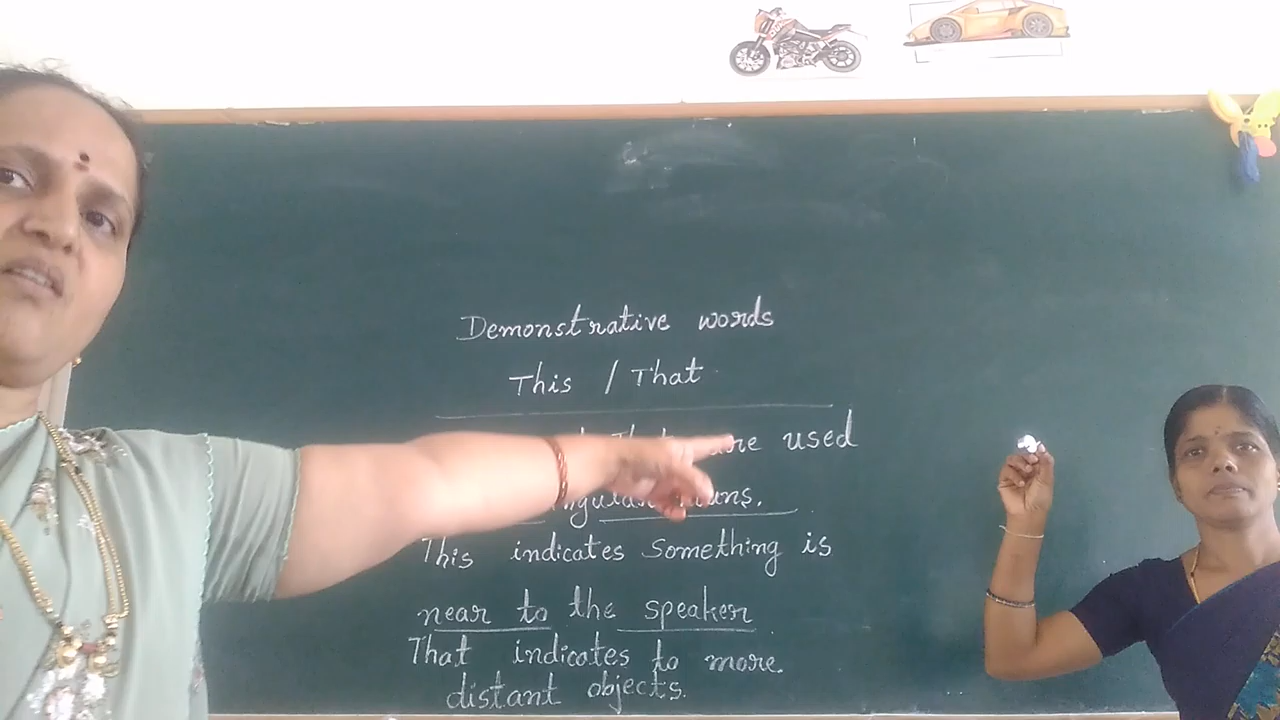 Demonstrative words
This / That
are used
nouns.
This indicates something is
near to the speaker
That indicates to more
distant objects.